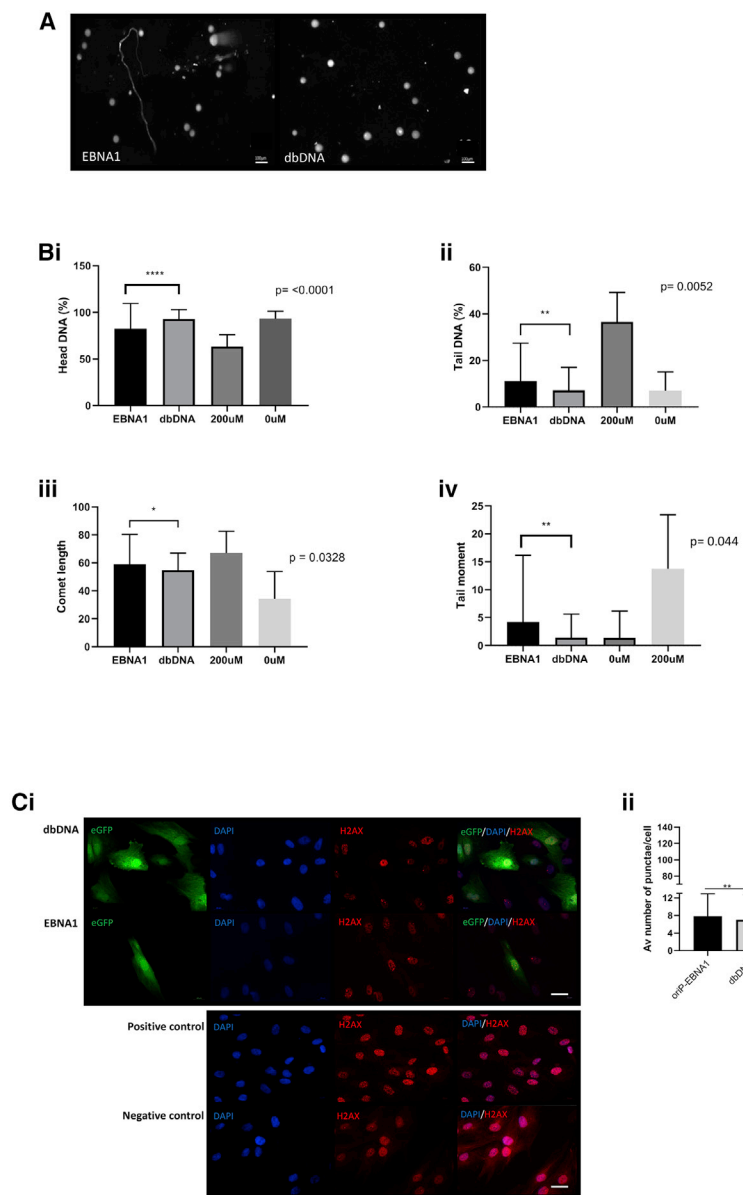 A
EBNA1
100µm
dbDNA
100µm
Bi
Head DNA (%)
150
100
50
0
****
p= <0.0001
EBNA1 dbDNA 200uM 0uM
ii
Tail DNA (%)
60
40
20
0
**
p= 0.0052
EBNA1 dbDNA 200uM 0uM
iii
Comet length
100
80
60
40
20
0
*
p = 0.0328
EBNA1 dbDNA 200uM 0uM
iv
Tail moment
25
20
15
10
5
0
**
p= 0.044
EBNA1 dbDNA 0uM 200uM
Ci
dbDNA
eGFP DAPI H2AX eGFP/DAPI/H2AX
EBNA1
eGFP DAPI H2AX eGFP/DAPI/H2AX
Positive control
DAPI H2AX DAPI/H2AX
Negative control
DAPI H2AX DAPI/H2AX
ii
Av number of punctae/cell
140
120
100
80
60
12
8
4
0
**
oriP-EBNA1